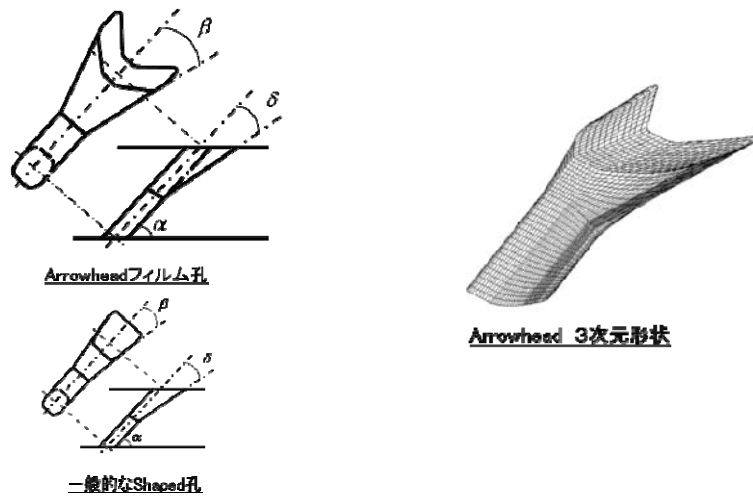 β
δ
α
Arrowheadフィルム孔
Arrowhead 3次元形状
β
δ
α
一般的なShaped孔